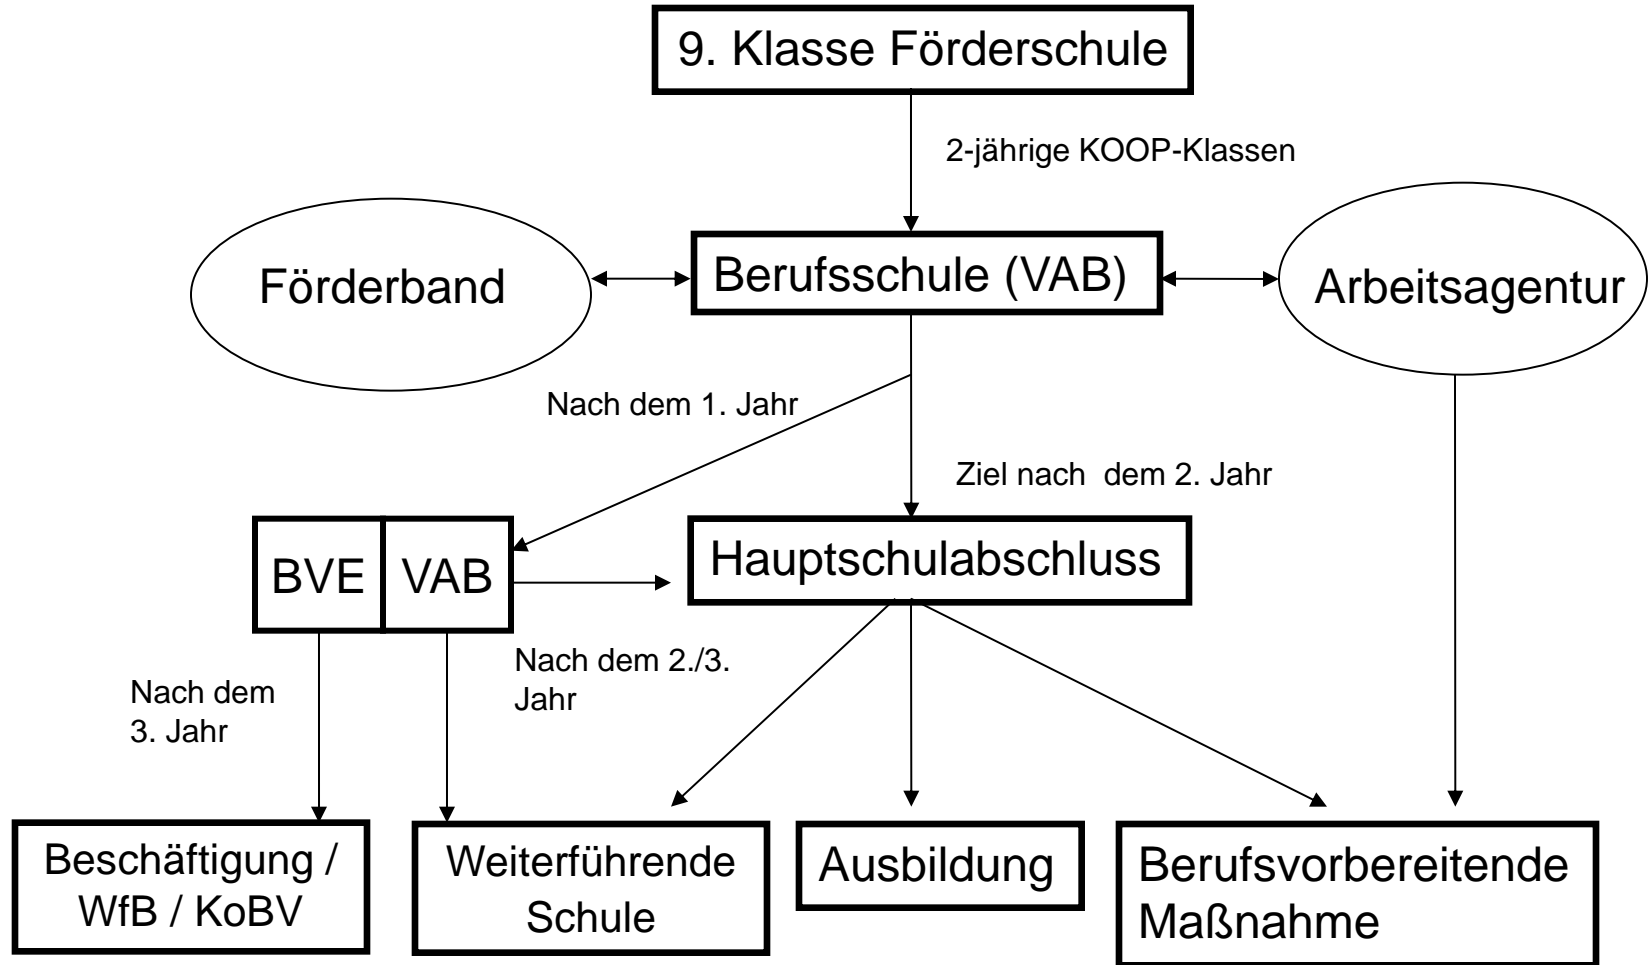 9. Klasse Förderschule
2-jährige KOOP-Klassen
Förderband
Berufsschule (VAB)
Arbeitsagentur
Nach dem 1. Jahr
Ziel nach dem 2. Jahr
BVE
VAB
Hauptschulabschluss
Nach dem
3. Jahr
Nach dem 2./3.
Jahr
Beschäftigung /
WfB / KoBV
Weiterführende
Schule
Ausbildung
Berufsvorbereitende
Maßnahme